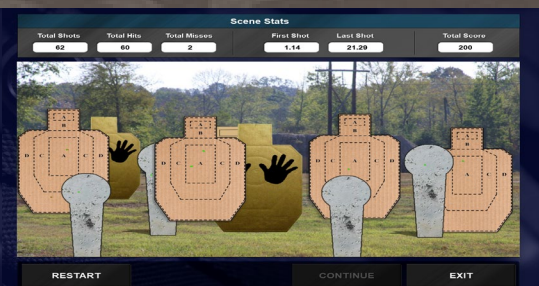 Scene Stats
Total Shots Total Hits Total Misses First Shot Last Shot Total Score
62 60 2 1.14 21.29 200
A
B
D C A C D
B
D C A C D
B
D C A C D
B
A C D
RESTART CONTINUE EXIT